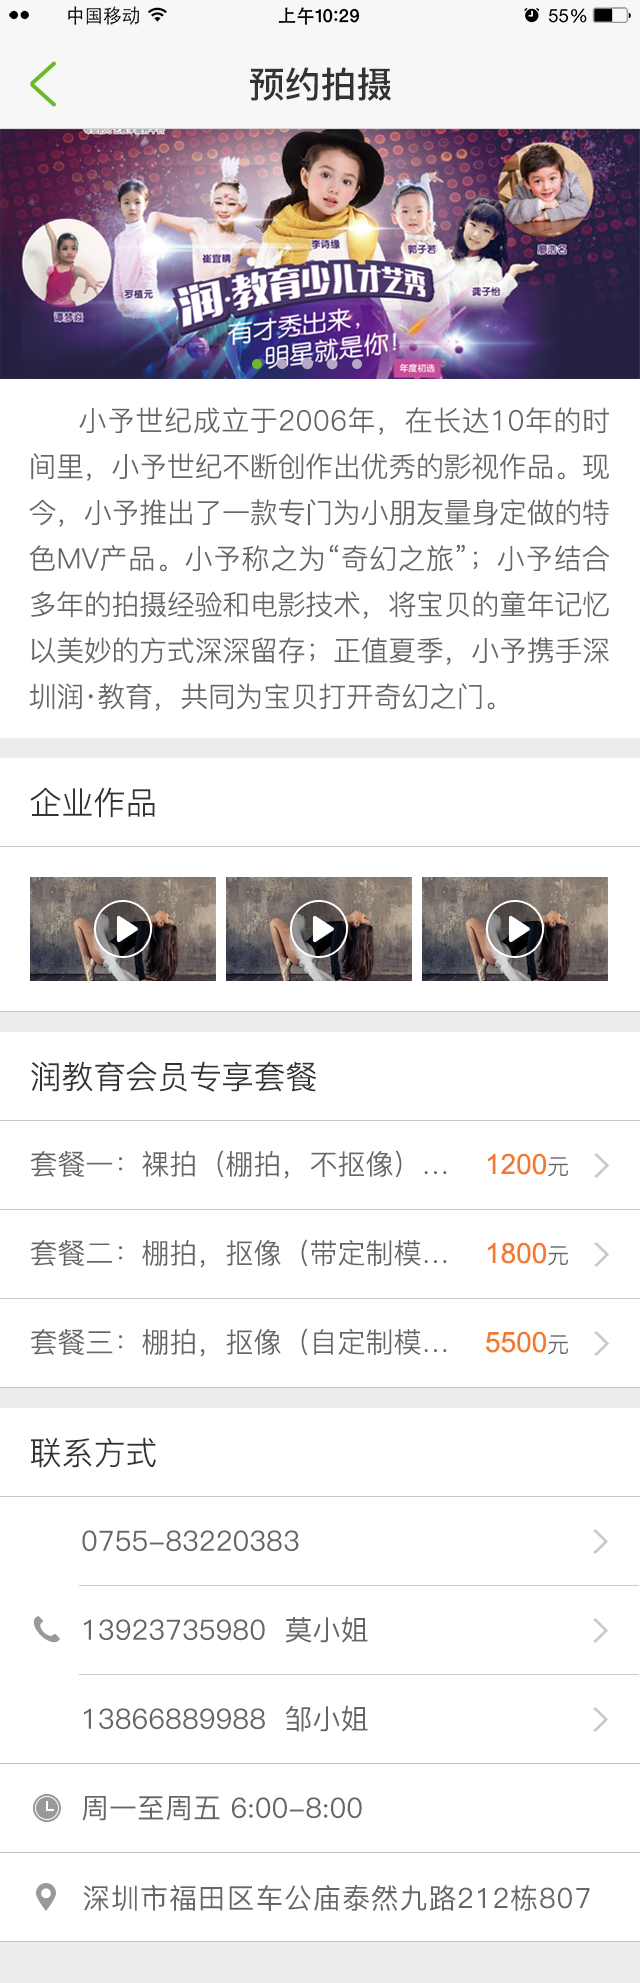 中国移动 上午10:29 55%
预约拍摄
崔宜晴
李诗缘
郭子若
廖浩名
罗植元
龚子怡
润·教育少儿才艺秀
有才秀出来，
明星就是你！
年度初选
小予世纪成立于2006年，在长达10年的时
间里，小予世纪不断创作出优秀的影视作品。现
今，小予推出了一款专门为小朋友量身定做的特
色MV产品。小予称之为“奇幻之旅”；小予结合
多年的拍摄经验和电影技术，将宝贝的童年记忆
以美妙的方式深深留存；正值夏季，小予携手深
圳润·教育，共同为宝贝打开奇幻之门。
企业作品
润教育会员专享套餐
套餐一：裸拍（棚拍，不抠像）... 1200元
套餐二：棚拍，抠像（带定制模... 1800元
套餐三：棚拍，抠像（自定制模... 5500元
联系方式
0755-83220383
13923735980 莫小姐
13866889988 邹小姐
周一至周五 6:00-8:00
深圳市福田区车公庙泰然九路212栋807